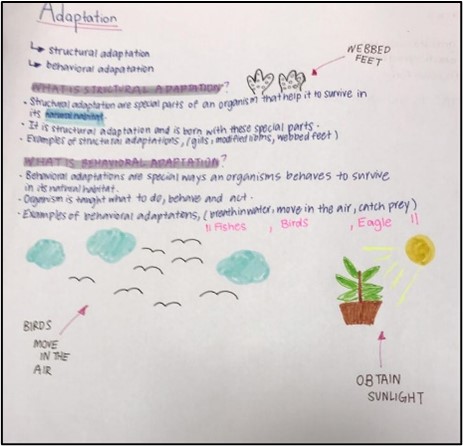 Adaptation
↳ structural adaptation
↳ behavioral adapatation
WEBBED
FEET
WHAT IS STRICTURAL ADAPTATION?
· Structural adaptation are special parts of an organism that help it to survive in
its natural habitat.
· It is structural adaptation and is born with these special parts.
· Examples of structural adaptations, (gills, modified limbs, webbed feet)
WHAT IS BEHAVIORAL ADAPTATION?
· Behavioral adaptations are special ways an organisms behaves to survive
in its natural habitat.
· Organism is taught what to do, behave and act.
· Examples of behavioral adaptations, (breath in water, move in the air, catch prey)
" Fishes , Birds , Eagle "
BIRDS
MOVE
IN THE
AIR
OBTAIN
SUNLIGHT